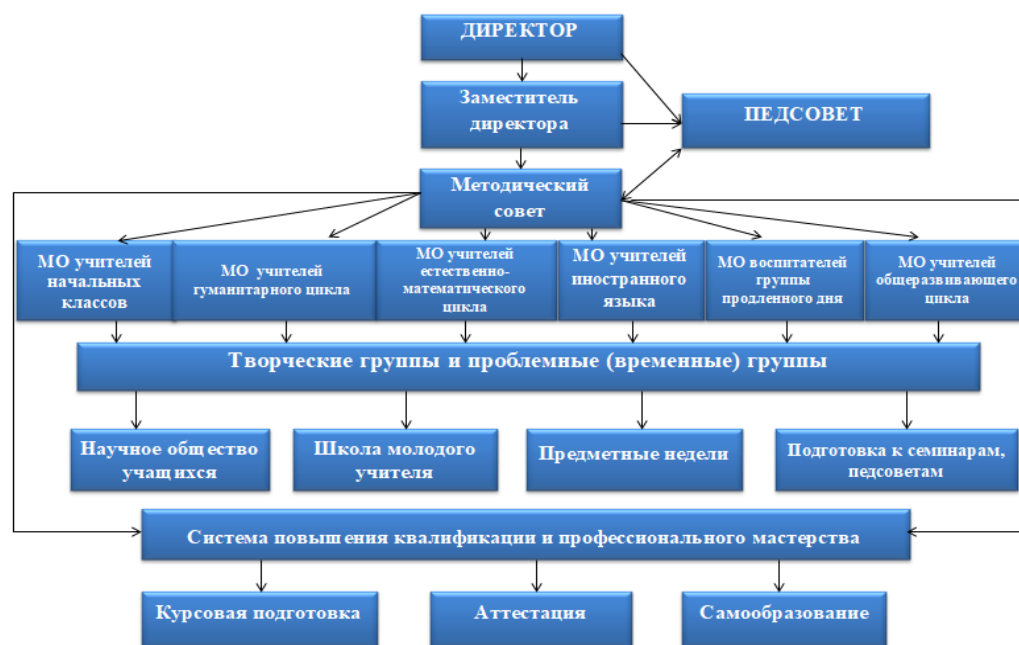 ДИРЕКТОР
Заместитель
директора
ПЕДСОВЕТ
Методический
совет
МО учителей
начальных
классов
МО учителей
гуманитарного цикла
МО учителей
естественно-
математического
цикла
МО учителей
иностранного
языка
МО воспитателей
группы
продленного дня
МО учителей
общеразвивающего
цикла
Творческие группы и проблемные (временные) группы
Научное общество
учащихся
Школа молодого
учителя
Предметные недели
Подготовка к семинарам,
педсоветам
Система повышения квалификации и профессионального мастерства
Курсовая подготовка
Аттестация
Самообразование